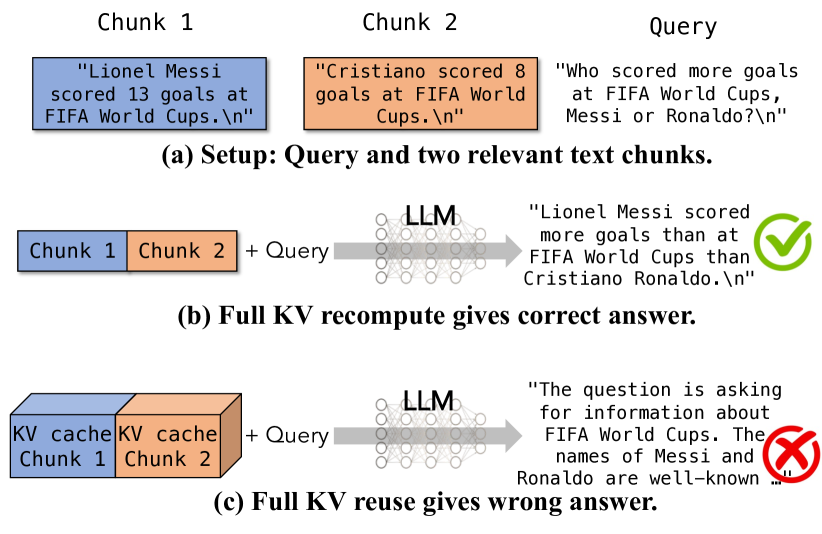 Chunk 1
Chunk 2
Query
"Lionel Messi
scored 13 goals at
FIFA World Cups.\n"
"Cristiano scored 8
goals at FIFA World
Cups.\n"
"Who scored more goals
at FIFA World Cups,
Messi or Ronaldo?\n"
(a) Setup: Query and two relevant text chunks.
Chunk 1
Chunk 2
+ Query
LLM
"Lionel Messi scored
more goals than at
FIFA World Cups than
Cristiano Ronaldo.\n"
(b) Full KV recompute gives correct answer.
KV cache
Chunk 1
KV cache
Chunk 2
+ Query
LLM
"The question is asking
for information about
FIFA World Cups. The
names of Messi and
Ronaldo are well-known …"
(c) Full KV reuse gives wrong answer.